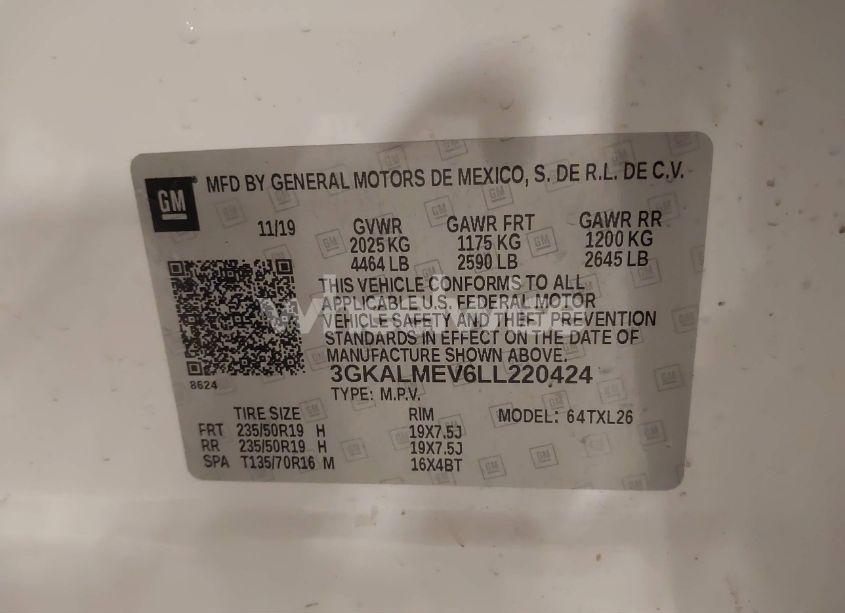 GM MFD BY GENERAL MOTORS DE MEXICO, S. DE R.L. DE C.V.
11/19 GVWR GAWR FRT GAWR RR
2025 KG 1175 KG 1200 KG
4464 LB 2590 LB 2645 LB
THIS VEHICLE CONFORMS TO ALL
APPLICABLE U.S. FEDERAL MOTOR
VEHICLE SAFETY AND THEFT PREVENTION
STANDARDS IN EFFECT ON THE DATE OF
MANUFACTURE ABOVE.
8624
3GKALMEV6LL220424
TYPE: M.P.V.
TIRE SIZE RIM MODEL: 64TXL26
FRT 235/50R19 H 19X7.5J
RR 235/50R19 H 19X7.5J
SPA T135/70R16 M 16X4BT